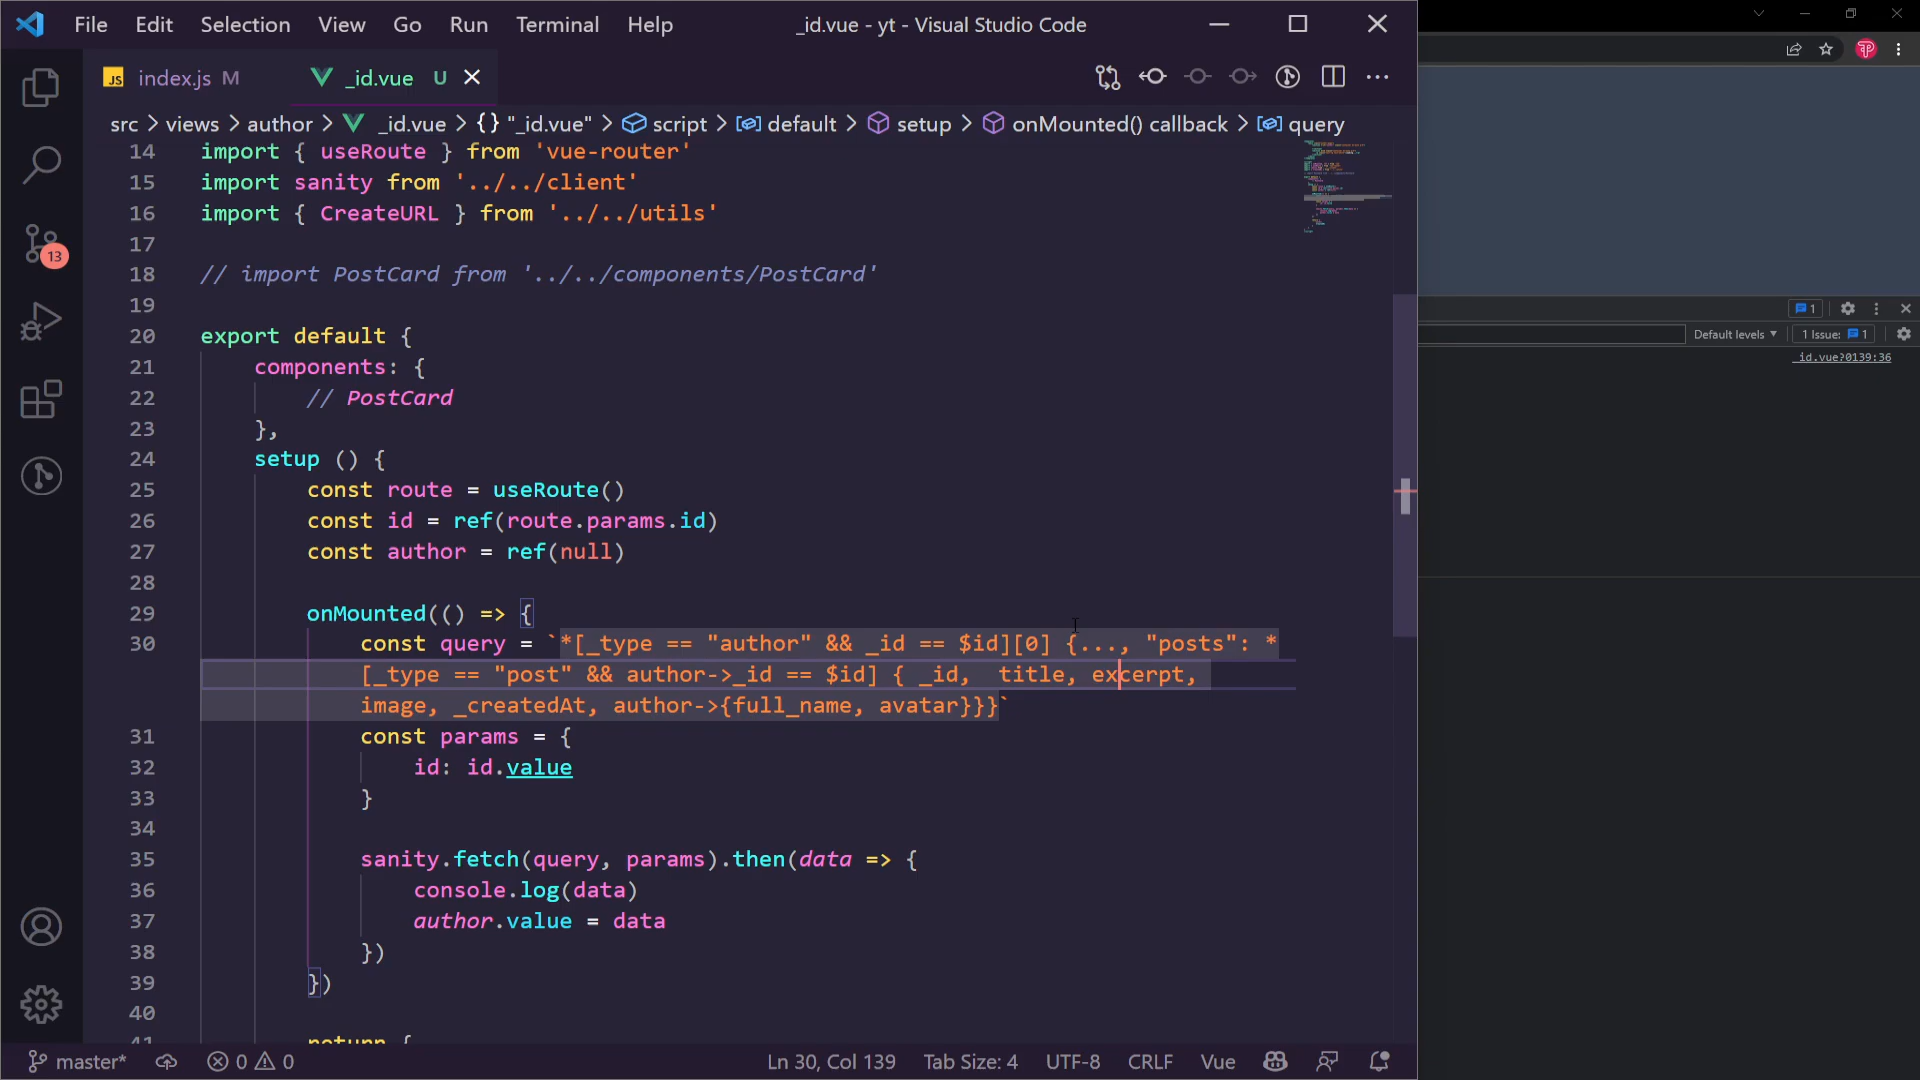 File Edit Selection View Go Run Terminal Help
_id.vue - yt - Visual Studio Code
JS index.js M
_id.vue U
src > views > author > _id.vue > {} "_id.vue" > script > default > setup > onMounted() callback > query
14 import { useRoute } from 'vue-router'
15 import sanity from '../../client'
16 import { CreateURL } from '../../utils'
17
18 // import PostCard from '../../components/PostCard'
19
20 export default {
21 components: {
22 // PostCard
23 },
24 setup () {
25 const route = useRoute()
26 const id = ref(route.params.id)
27 const author = ref(null)
28
29 onMounted(() => {
30 const query = `*[_type == "author" && _id == $id][0] {..., "posts": *
[_type == "post" && author->_id == $id] { _id,  title, excerpt,
image, _createdAt, author->{full_name, avatar}}}`
31 const params = {
32 id: id.value
33 }
34
35 sanity.fetch(query, params).then(data => {
36 console.log(data)
37 author.value = data
38 })
39 })
40
41 return {
13
master* 0 0
Ln 30, Col 139 Tab Size: 4 UTF-8 CRLF Vue
1
Default levels 1 Issue: 1
_id.vue?0139:36